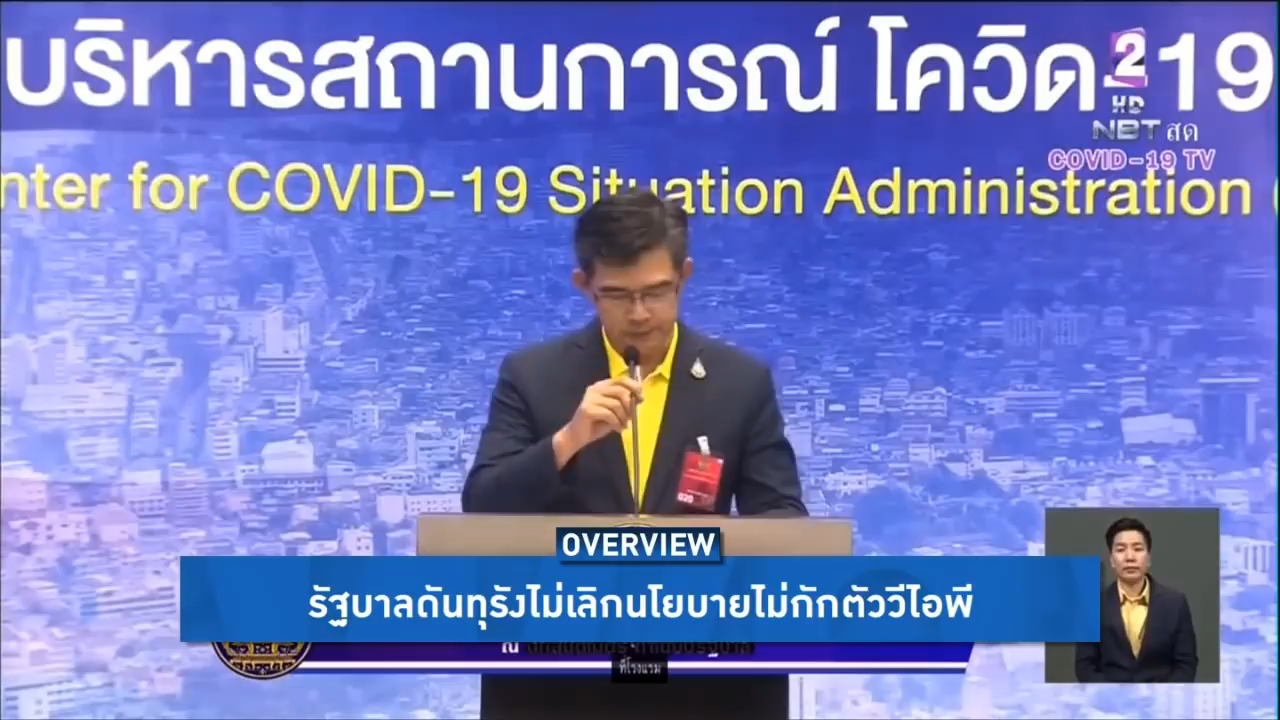 บริหารสถานการณ์ โควิด-19
2
HD
NBT สด
COVID-19 TV
nter for COVID-19 Situation Administration (
020
OVERVIEW
รัฐบาลดันทุรังไม่เลิกนโยบายไม่กักตัววีไอพี
ณ
ที่โรงแรม